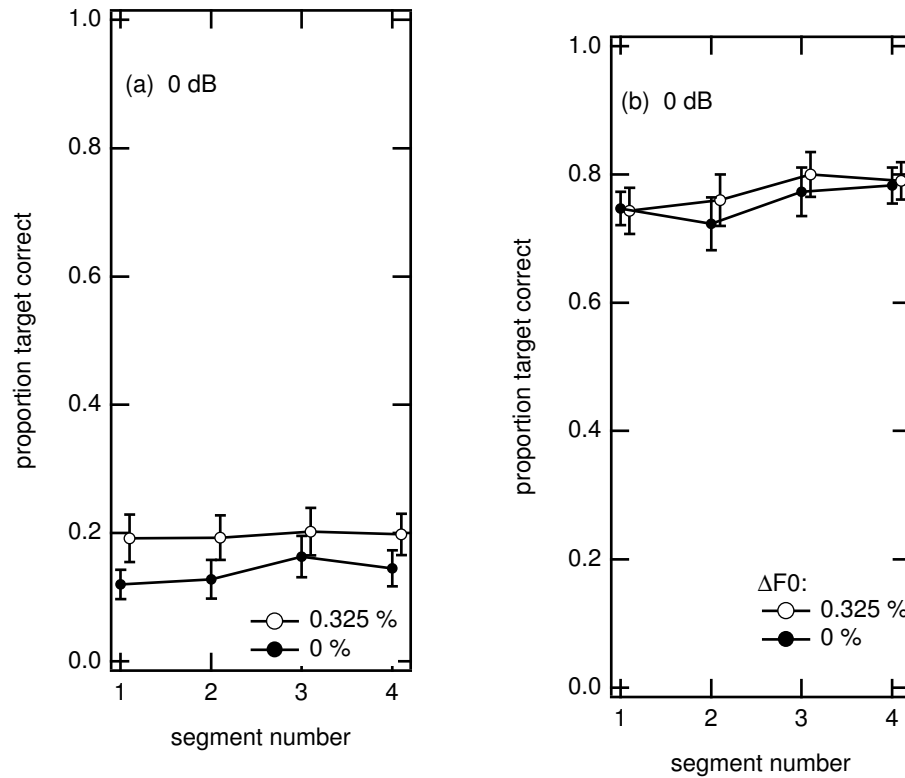 1.0
(a) 0 dB
0.8
0.6
0.4
0.2
0.0
proportion target correct
0.325 %
0 %
1 2 3 4
segment number
1.0
(b) 0 dB
0.8
0.6
0.4
0.2
0.0
proportion target correct
ΔF0:
0.325 %
0 %
1 2 3 4
segment number